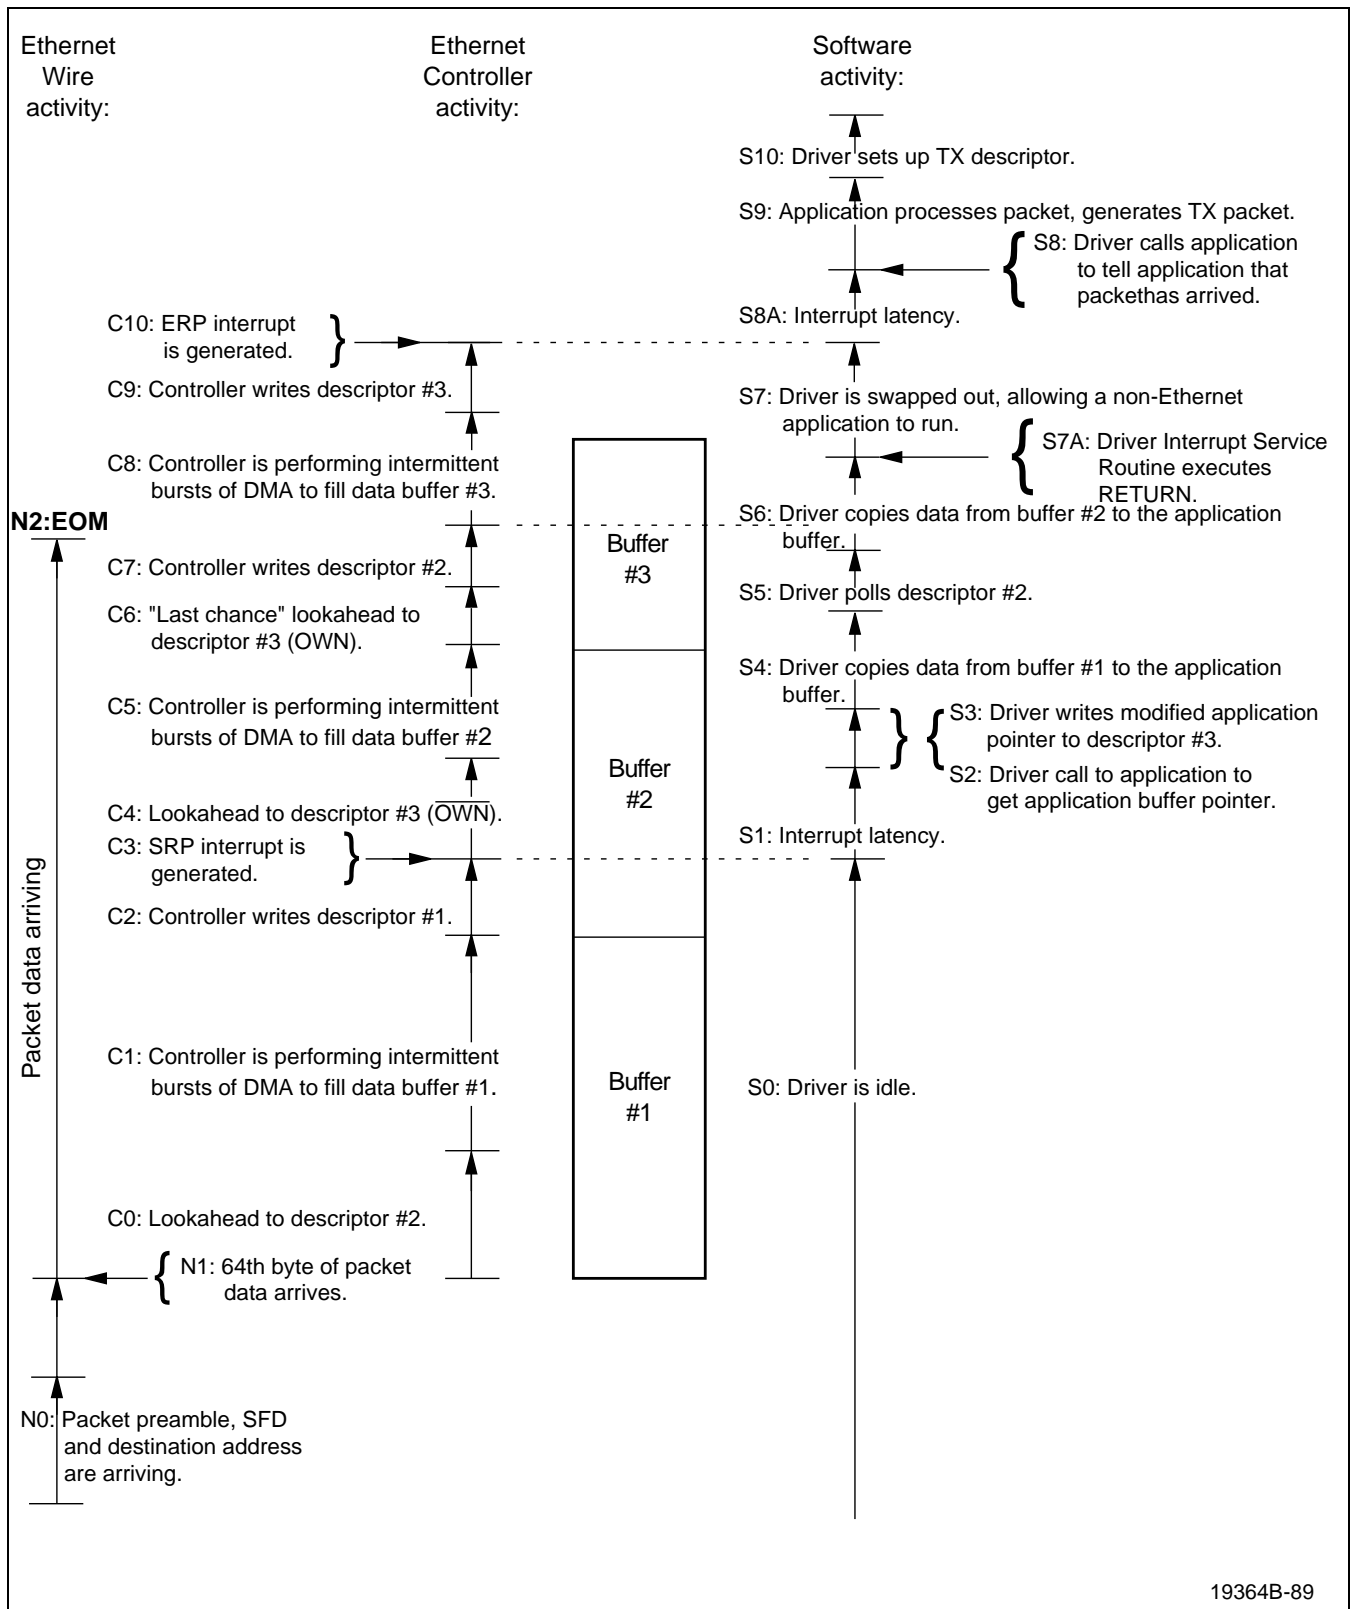 Ethernet
Wire
activity:
Ethernet
Controller
activity:
Software
activity:
S10: Driver sets up TX descriptor.
S9: Application processes packet, generates TX packet.
S8: Driver calls application
to tell application that
packethas arrived.
S8A: Interrupt latency.
C10: ERP interrupt
is generated.
C9: Controller writes descriptor #3.
S7: Driver is swapped out, allowing a non-Ethernet
application to run.
S7A: Driver Interrupt Service
Routine executes
RETURN.
C8: Controller is performing intermittent
bursts of DMA to fill data buffer #3.
N2:EOM
S6: Driver copies data from buffer #2 to the application
buffer.
Buffer
#3
C7: Controller writes descriptor #2.
S5: Driver polls descriptor #2.
C6: "Last chance" lookahead to
descriptor #3 (OWN).
S4: Driver copies data from buffer #1 to the application
buffer.
C5: Controller is performing intermittent
bursts of DMA to fill data buffer #2
S3: Driver writes modified application
pointer to descriptor #3.
S2: Driver call to application to
get application buffer pointer.
Buffer
#2
C4: Lookahead to descriptor #3 (O̅W̅N̅).
S1: Interrupt latency.
C3: SRP interrupt is
generated.
C2: Controller writes descriptor #1.
Packet data arriving
C1: Controller is performing intermittent
bursts of DMA to fill data buffer #1.
Buffer
#1
S0: Driver is idle.
C0: Lookahead to descriptor #2.
N1: 64th byte of packet
data arrives.
N0: Packet preamble, SFD
and destination address
are arriving.
19364B-89